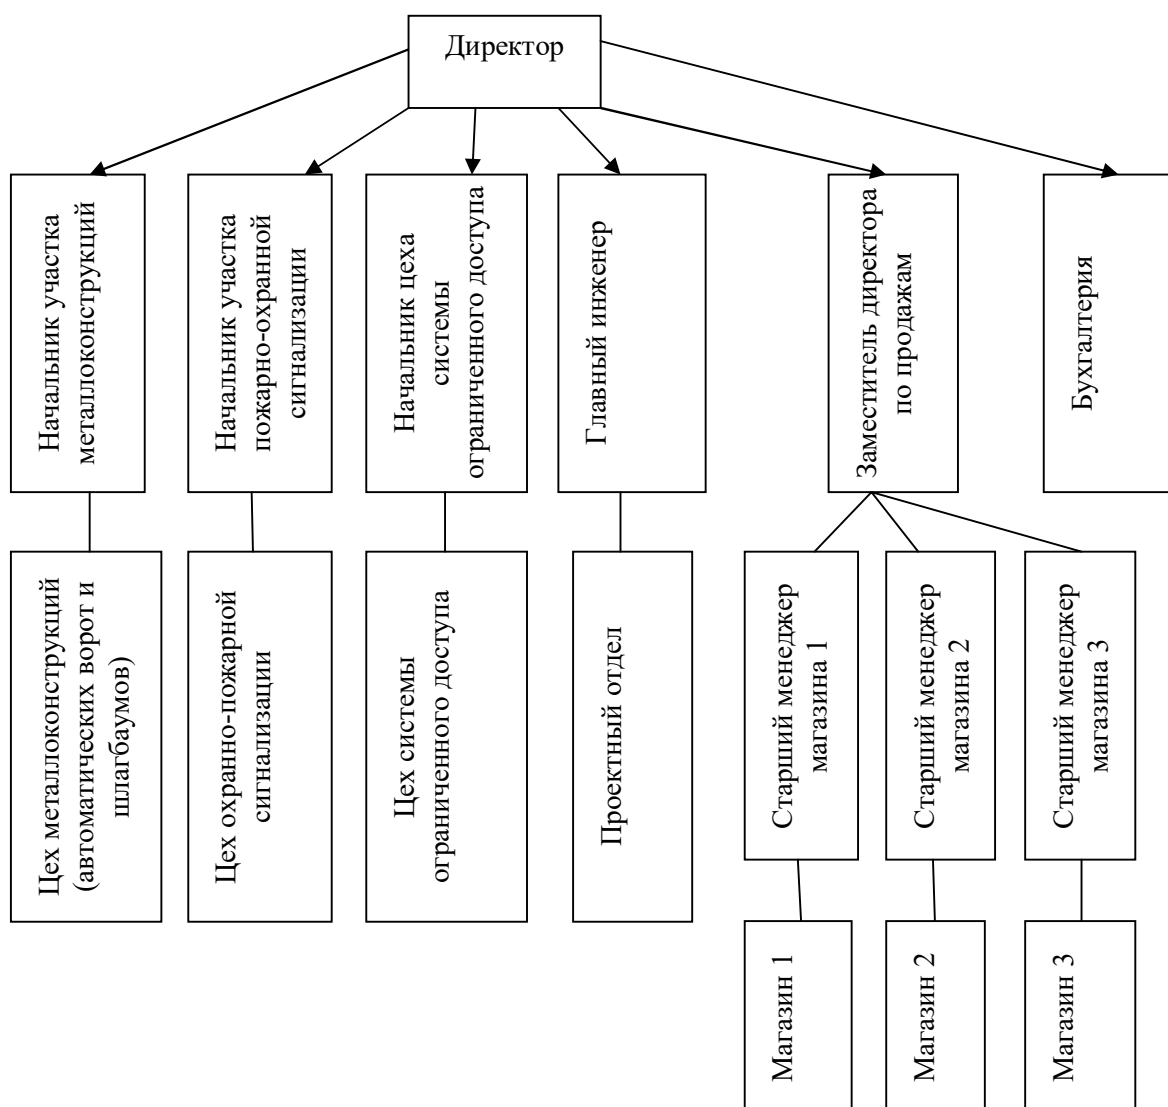 Директор
Начальник участка
металлоконструкций
Начальник участка
пожарно-охранной
сигнализации
Начальник цеха
системы
ограниченного доступа
Главный инженер
Заместитель директора
по продажам
Бухгалтерия
Цех металлоконструкций
(автоматических ворот и
шлагбаумов)
Цех охранно-пожарной
сигнализации
Цех системы
ограниченного доступа
Проектный отдел
Старший менеджер
магазина 1
Старший менеджер
магазина 2
Старший менеджер
магазина 3
Магазин 1
Магазин 2
Магазин 3